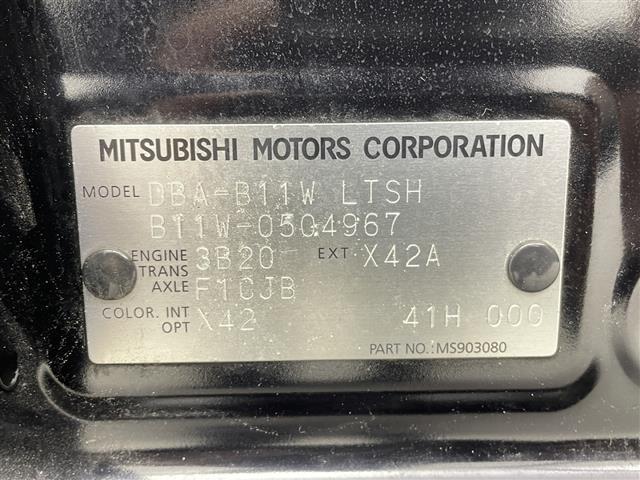 MITSUBISHI MOTORS CORPORATION
MODEL DBA-B11W LTSH
B11W-0504967
ENGINE 3B20 EXT X42A
TRANS
AXLE F1CJB
COLOR. INT X42 41H 000
OPT
PART NO.: MS903080